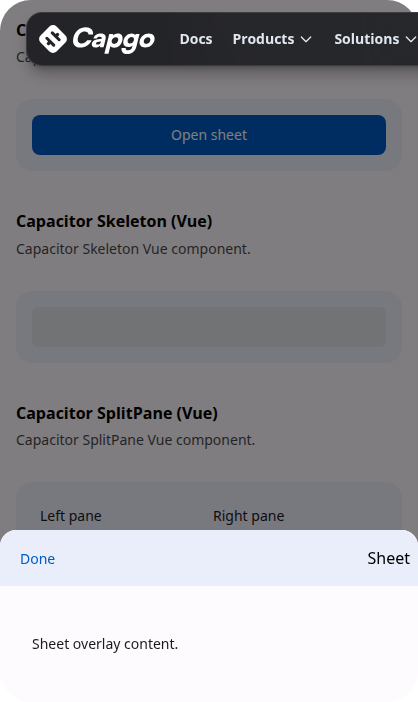 Capgo Docs Products Solutions
Open sheet
Capacitor Skeleton (Vue)
Capacitor Skeleton Vue component.
Capacitor SplitPane (Vue)
Capacitor SplitPane Vue component.
Left pane Right pane
Done Sheet
Sheet overlay content.